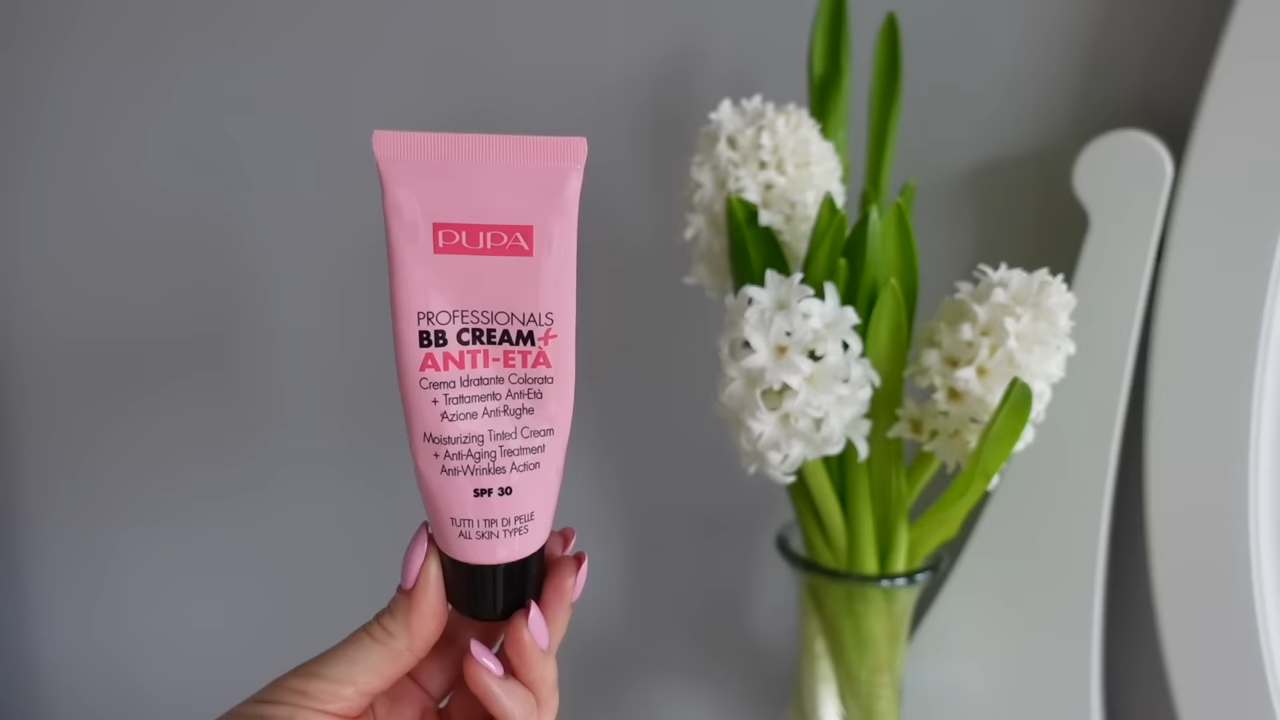 PUPA
PROFESSIONALS
BB CREAM+
ANTI-ETÀ
Crema Idratante Colorata
+ Trattamento Anti-Età
Azione Anti-Rughe
Moisturizing Tinted Cream
+ Anti-Aging Treatment
Anti-Wrinkles Action
SPF 30
TUTTI I TIPI DI PELLE
ALL SKIN TYPES